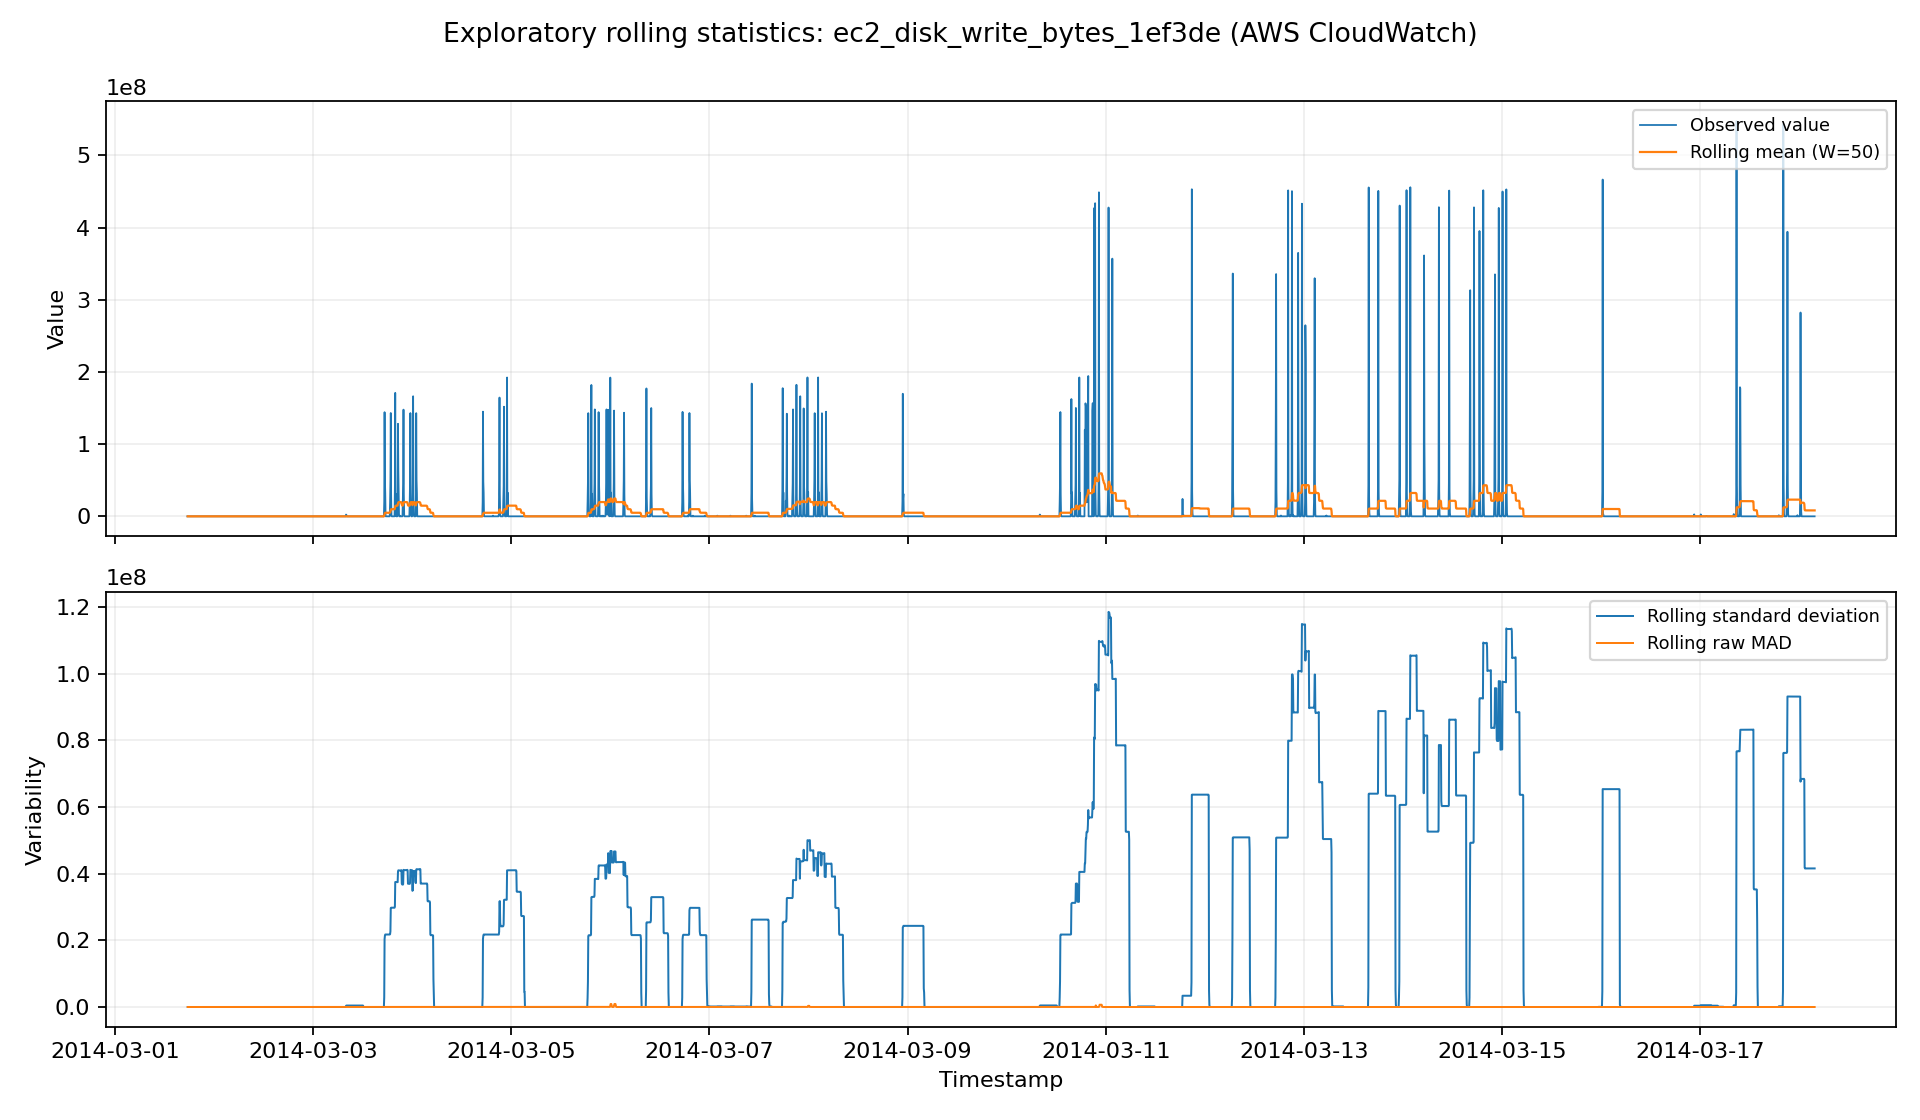 Exploratory rolling statistics: ec2_disk_write_bytes_1ef3de (AWS CloudWatch)
1e8
Observed value
Rolling mean (W=50)
5
4
3
2
1
0
Value
1e8
Rolling standard deviation
Rolling raw MAD
1.2
1.0
0.8
0.6
0.4
0.2
0.0
Variability
2014-03-01 2014-03-03 2014-03-05 2014-03-07 2014-03-09 2014-03-11 2014-03-13 2014-03-15 2014-03-17
Timestamp